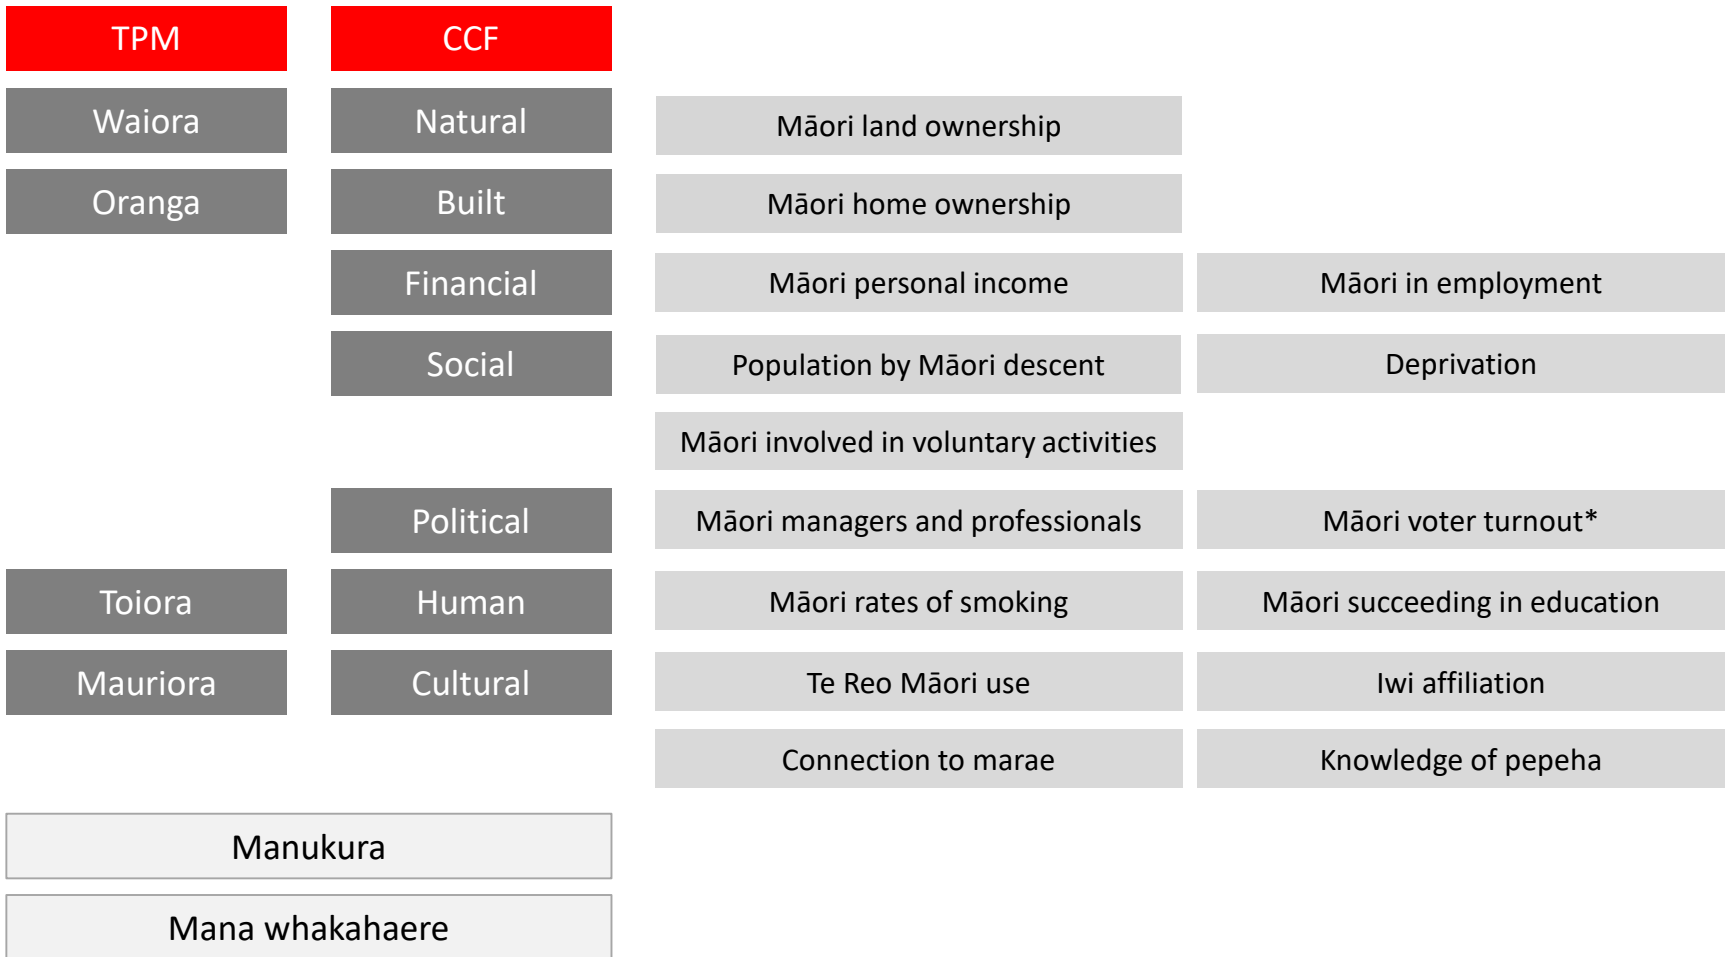 TPM
CCF
Waiora
Natural
Māori land ownership
Oranga
Built
Māori home ownership
Financial
Māori personal income
Māori in employment
Social
Population by Māori descent
Deprivation
Māori involved in voluntary activities
Political
Māori managers and professionals
Māori voter turnout*
Toiora
Human
Māori rates of smoking
Māori succeeding in education
Mauriora
Cultural
Te Reo Māori use
Iwi affiliation
Connection to marae
Knowledge of pepeha
Manukura
Mana whakahaere